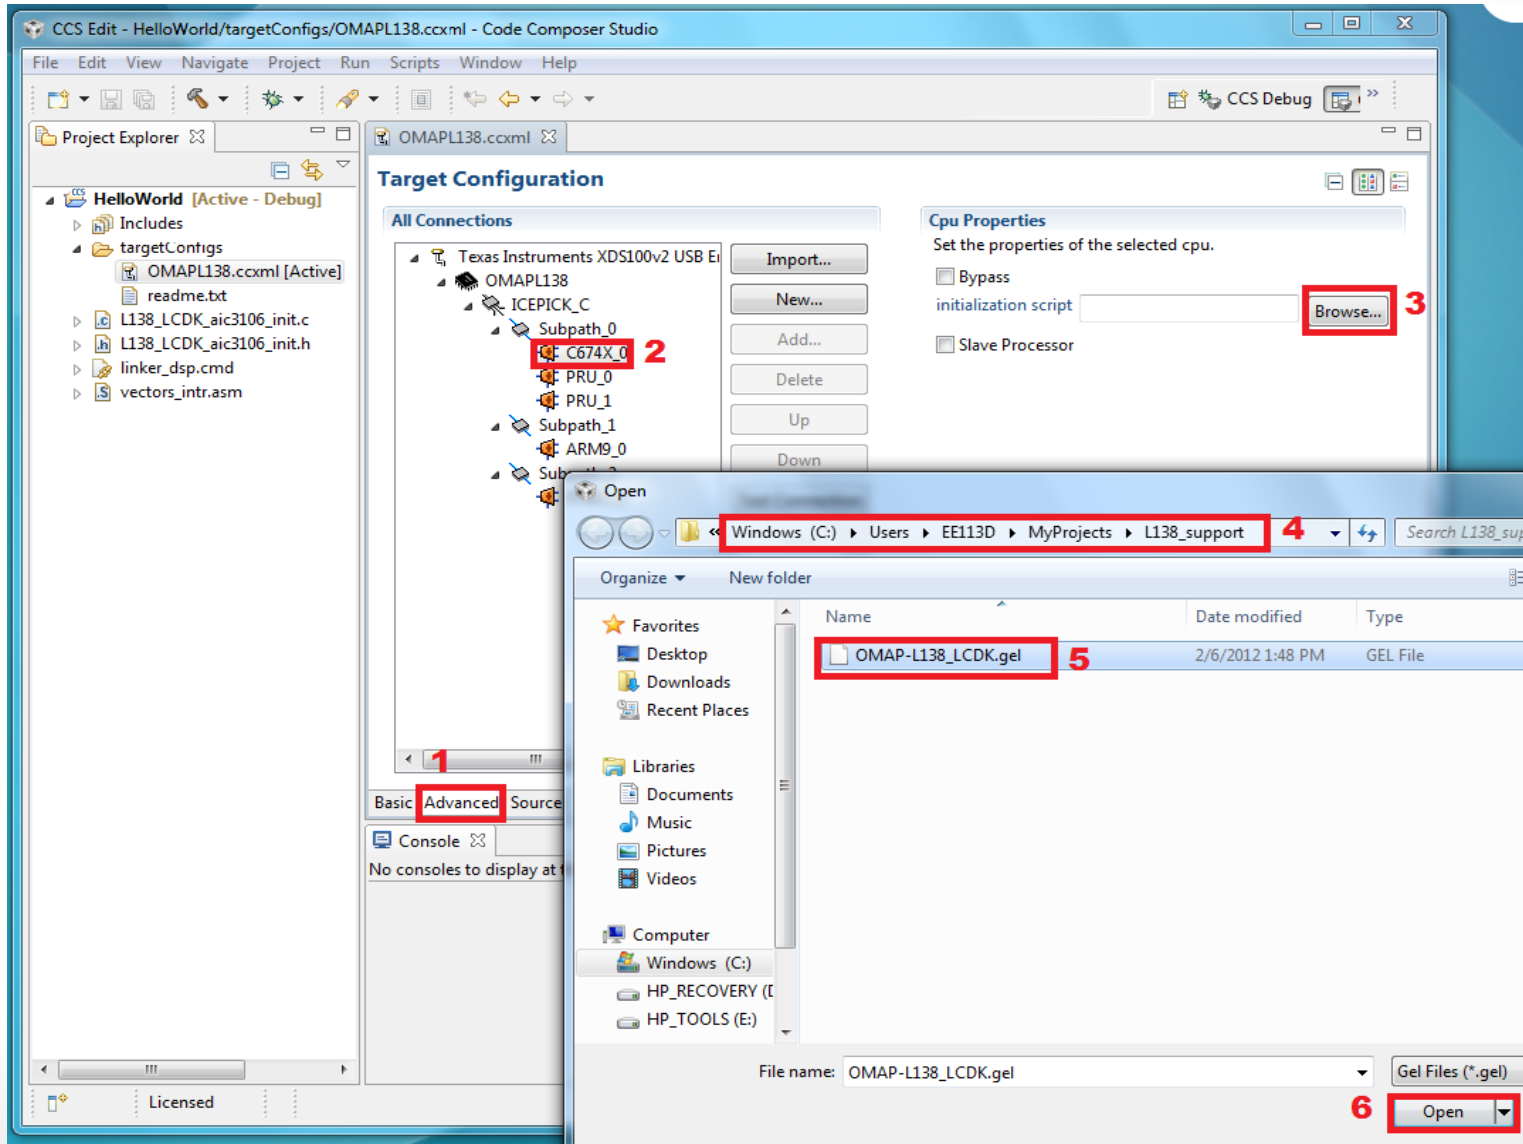 CCS Edit - HelloWorld/targetConfigs/OMAPL138.ccxml - Code Composer Studio
File Edit View Navigate Project Run Scripts Window Help
CCS Debug
Project Explorer
HelloWorld [Active - Debug]
Includes
targetConfigs
OMAPL138.ccxml [Active]
readme.txt
L138_LCDK_aic3106_init.c
L138_LCDK_aic3106_init.h
linker_dsp.cmd
vectors_intr.asm
Licensed
OMAPL138.ccxml
Target Configuration
All Connections
Texas Instruments XDS100v2 USB
OMAPL138
ICEPICK_C
Subpath_0
C674X_0 2
PRU_0
PRU_1
Subpath_1
ARM9_0
Import...
New...
Add...
Delete
Up
Down
Cpu Properties
Set the properties of the selected cpu.
Bypass
initialization script Browse... 3
Slave Processor
1
Basic Advanced Source
Console
No consoles to display at
Open
« Windows (C:) Users EE113D MyProjects L138_support 4 Search L138_sup
Organize New folder
Favorites
Desktop
Downloads
Recent Places
Libraries
Documents
Music
Pictures
Videos
Computer
Windows (C:)
HP_RECOVERY (D
HP_TOOLS (E:)
Name Date modified Type
OMAP-L138_LCDK.gel 5 2/6/2012 1:48 PM GEL File
File name: OMAP-L138_LCDK.gel Gel Files (*.gel)
6 Open